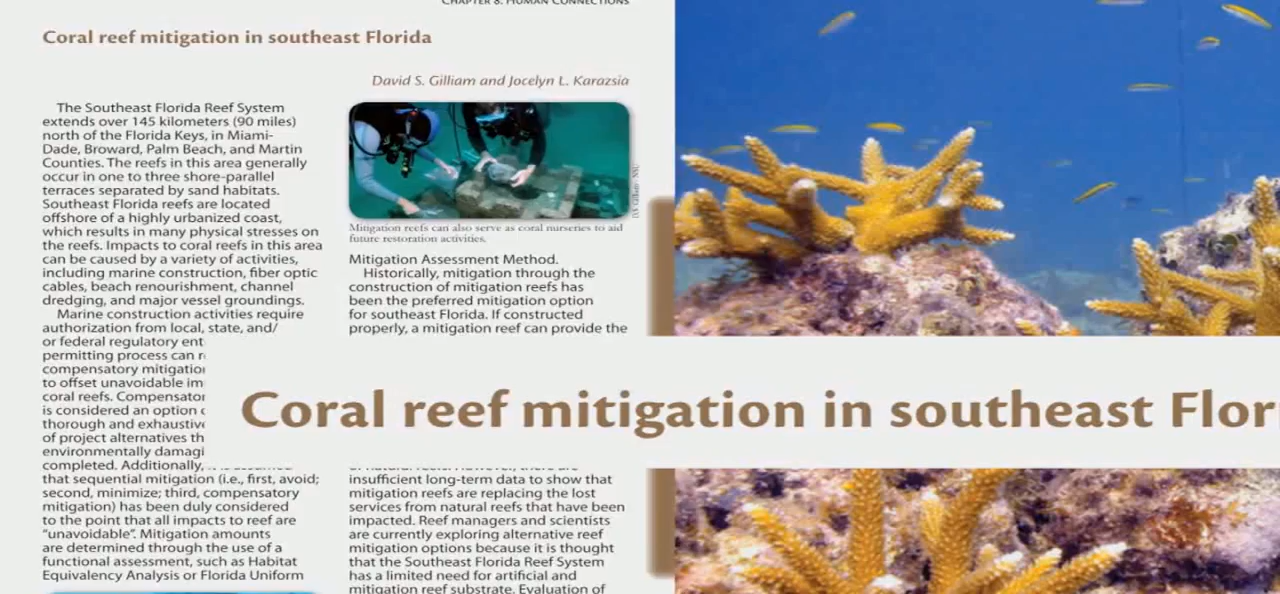 CHAPTER 8. HUMAN CONNECTIONS
Coral reef mitigation in southeast Florida
David S. Gilliam and Jocelyn L. Karazsia
The Southeast Florida Reef System
extends over 145 kilometers (90 miles)
north of the Florida Keys, in Miami-
Dade, Broward, Palm Beach, and Martin
Counties. The reefs in this area generally
occur in one to three shore-parallel
terraces separated by sand habitats.
Southeast Florida reefs are located
offshore of a highly urbanized coast,
which results in many physical stresses on
the reefs. Impacts to coral reefs in this area
can be caused by a variety of activities,
including marine construction, fiber optic
cables, beach renourishment, channel
dredging, and major vessel groundings.
Marine construction activities require
authorization from local, state, and/
or federal regulatory ent
permitting process can r
compensatory mitigation
to offset unavoidable im
coral reefs. Compensator
is considered an option
thorough and exhaustive
of project alternatives th
environmentally damagi
completed. Additionally, it is assumed
that sequential mitigation (i.e., first, avoid;
second, minimize; third, compensatory
mitigation) has been duly considered
to the point that all impacts to reef are
“unavoidable”. Mitigation amounts
are determined through the use of a
functional assessment, such as Habitat
Equivalency Analysis or Florida Uniform
Mitigation reefs can also serve as coral nurseries to aid
future restoration activities.
Mitigation Assessment Method.
Historically, mitigation through the
construction of mitigation reefs has
been the preferred mitigation option
for southeast Florida. If constructed
properly, a mitigation reef can provide the
Coral reef mitigation in southeast Flor
of natural reefs. However, there are
insufficient long-term data to show that
mitigation reefs are replacing the lost
services from natural reefs that have been
impacted. Reef managers and scientists
are currently exploring alternative reef
mitigation options because it is thought
that the Southeast Florida Reef System
has a limited need for artificial and
mitigation reef substrate. Evaluation of